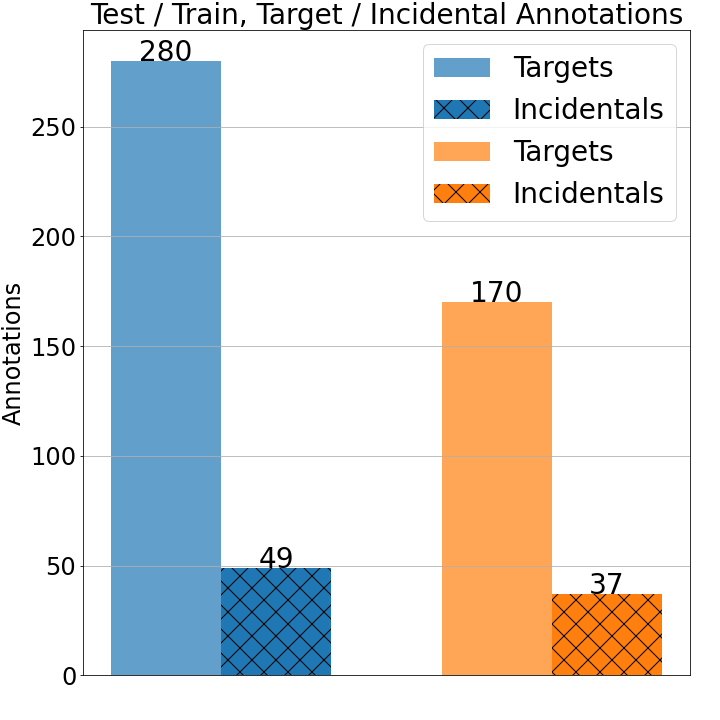 Test / Train, Target / Incidental Annotations
280
Targets
Incidentals
Targets
Incidentals
250
200
170
150
Annotations
100
50
49
37
0